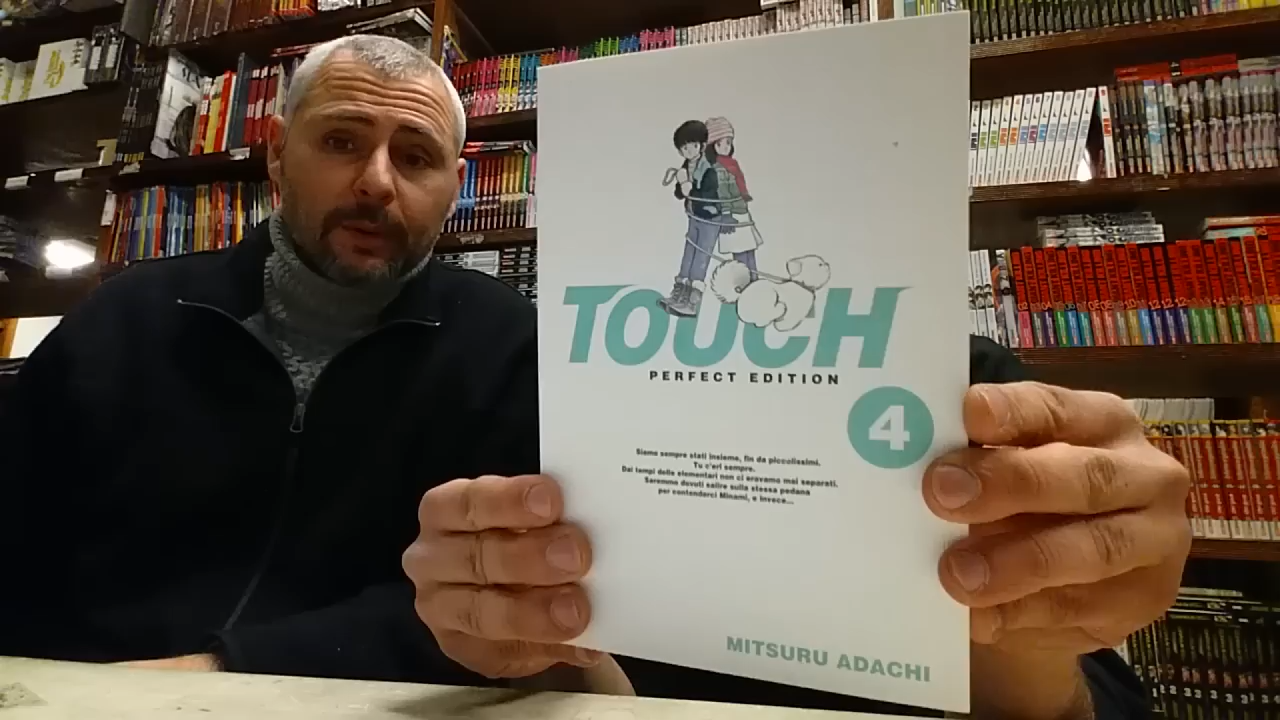 TOUCH
PERFECT EDITION
4
Siamo sempre stati insieme, fin da piccolissimi.
Tu c'eri sempre.
Dai tempi delle elementari non ci eravamo mai separati.
Saremmo dovuti salire sulla stessa pedana
per contenderci Minami, e invece...
MITSURU ADACHI